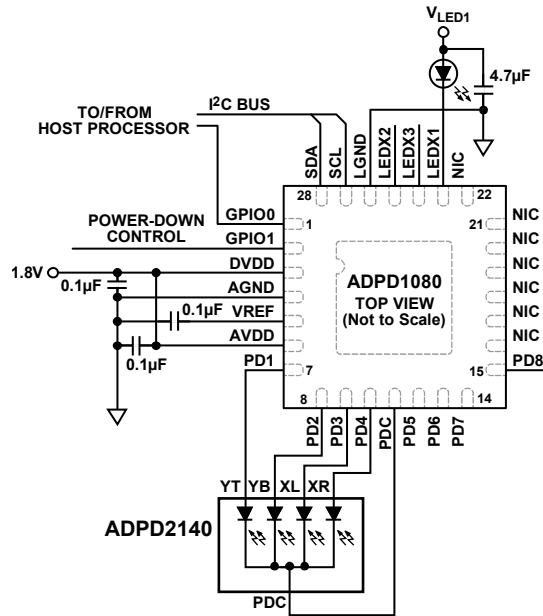 VLED1
4.7µF
I²C BUS
TO/FROM
HOST PROCESSOR
SDA
SCL
LGND
LEDX2
LEDX3
LEDX1
NIC
28
22
GPIO0
1
21
NIC
POWER-DOWN
CONTROL
GPIO1
NIC
1.8V
DVDD
NIC
0.1µF
AGND
NIC
0.1µF
VREF
NIC
AVDD
NIC
0.1µF
PD1
7
15
PD8
ADPD1080
TOP VIEW
(Not to Scale)
8
14
PD2
PD3
PD4
PDC
PD5
PD6
PD7
YT
YB
XL
XR
ADPD2140
PDC